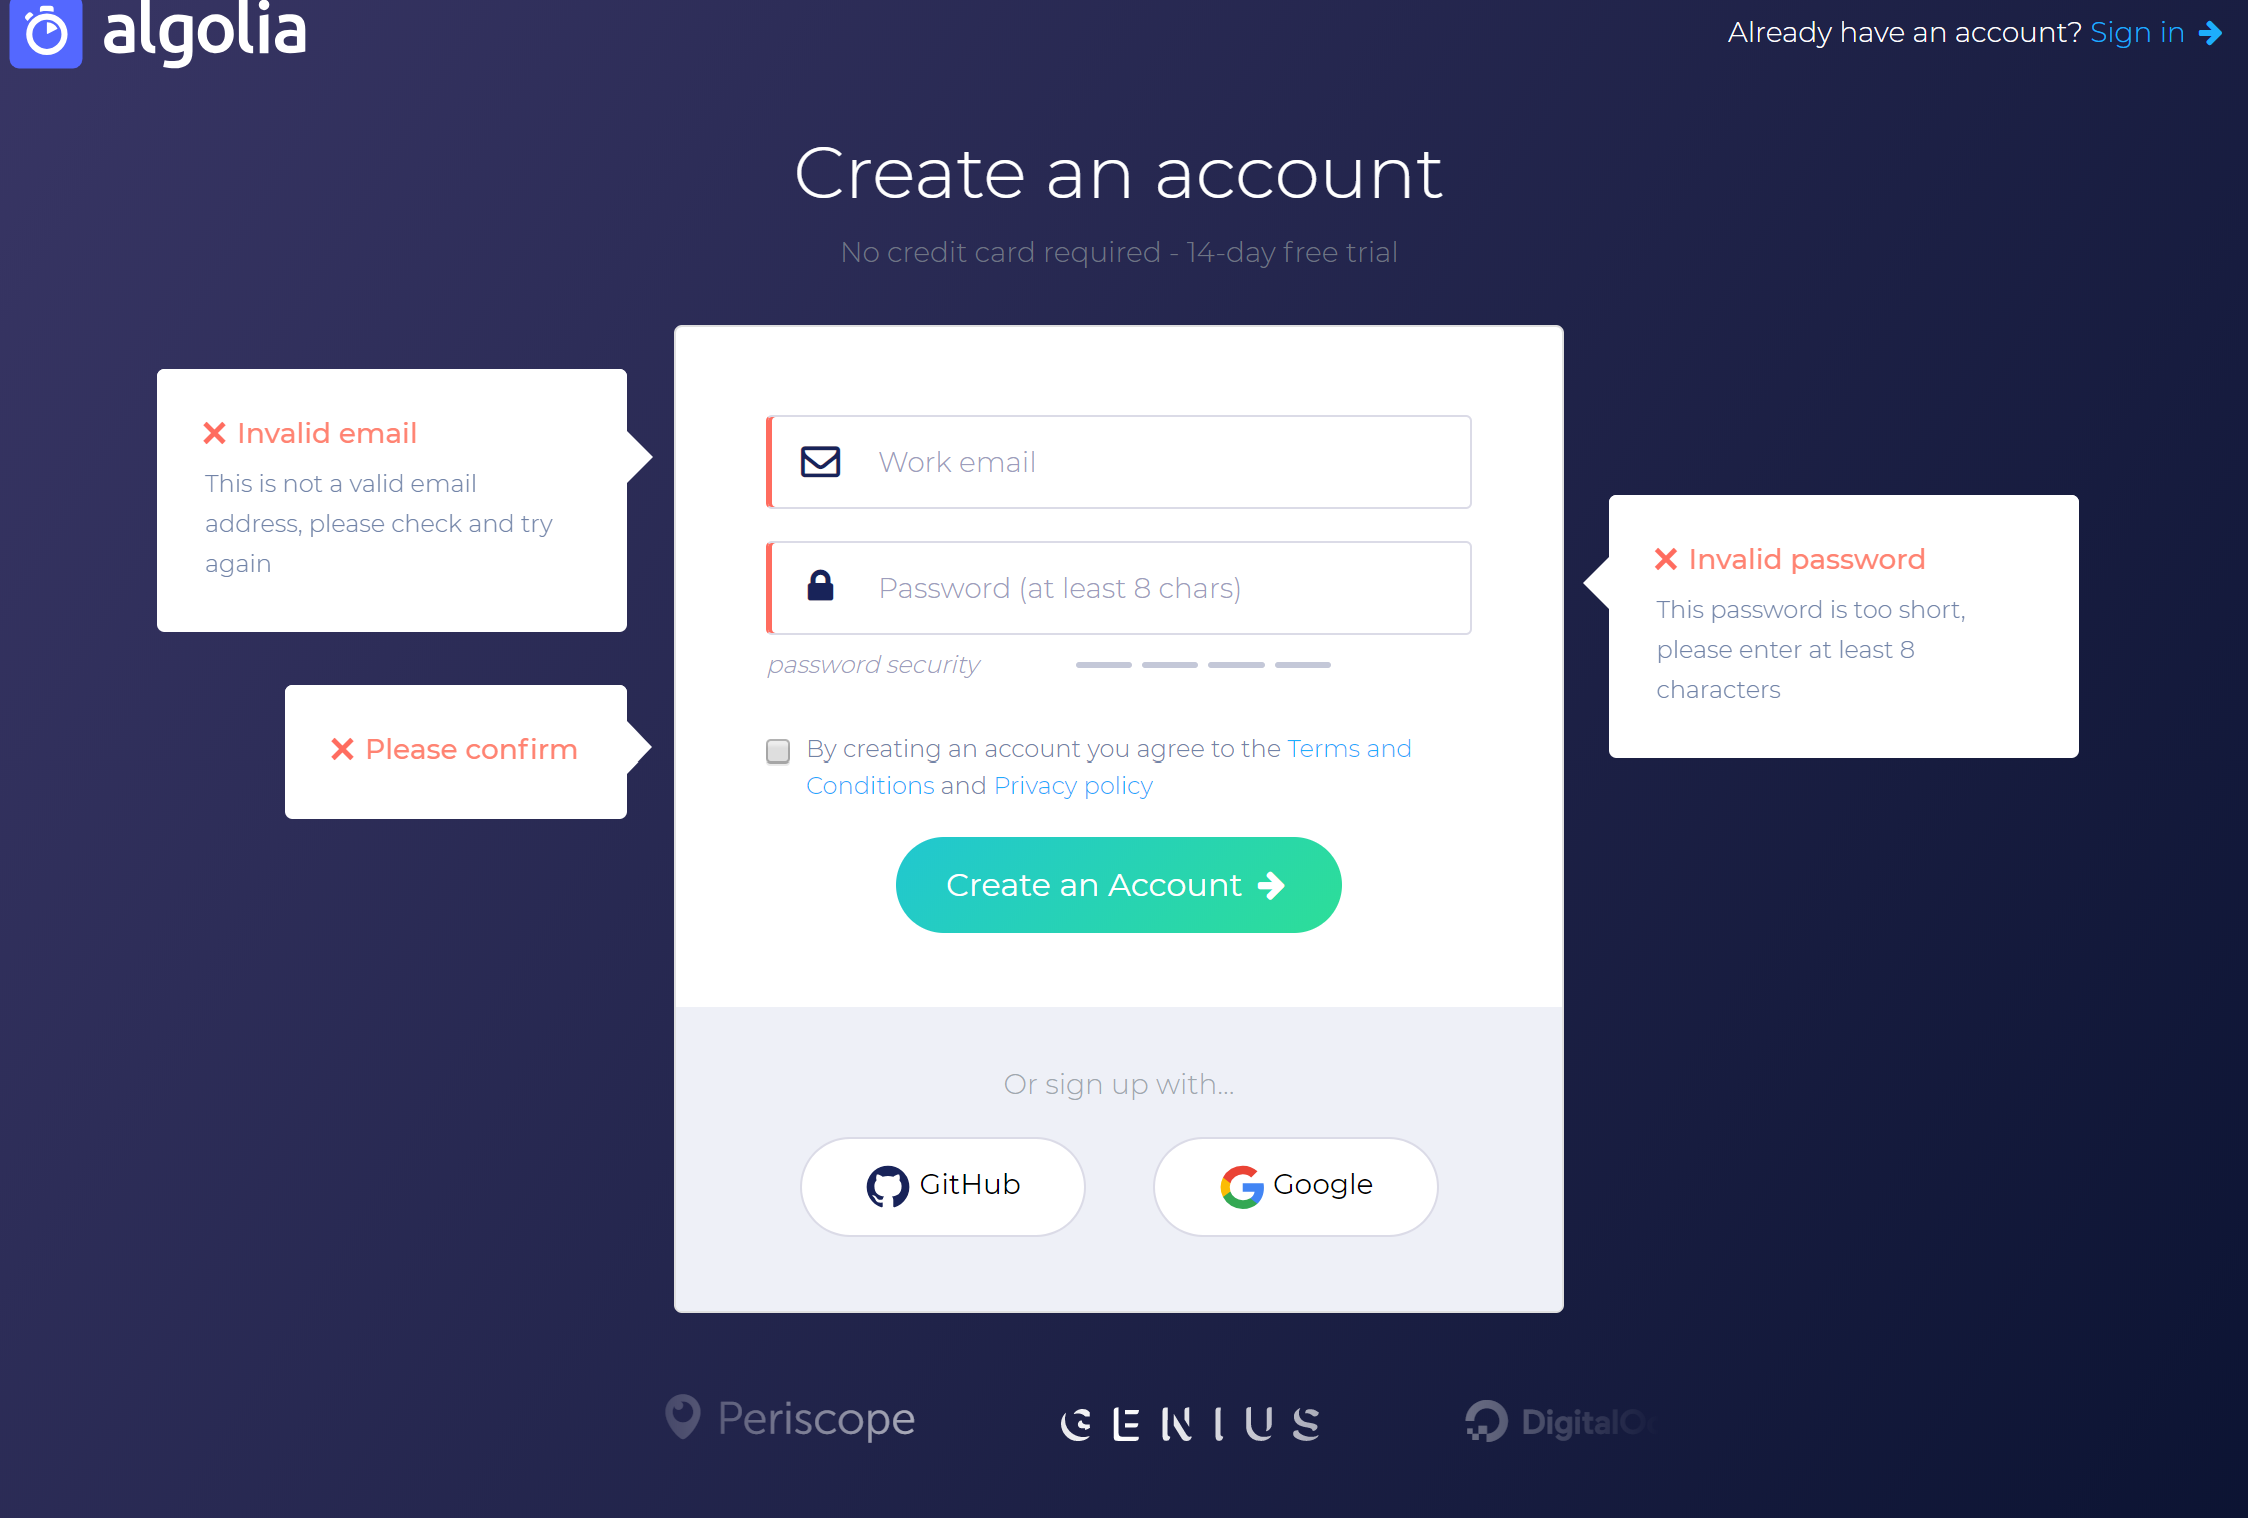 algolia
Already have an account? Sign in
Create an account
No credit card required - 14-day free trial
Invalid email
This is not a valid email
address, please check and try
again
Work email
Password (at least 8 chars)
password security
Invalid password
This password is too short,
please enter at least 8
characters
Please confirm
By creating an account you agree to the Terms and
Conditions and Privacy policy
Create an Account
Or sign up with...
GitHub
Google
Periscope
GENIUS